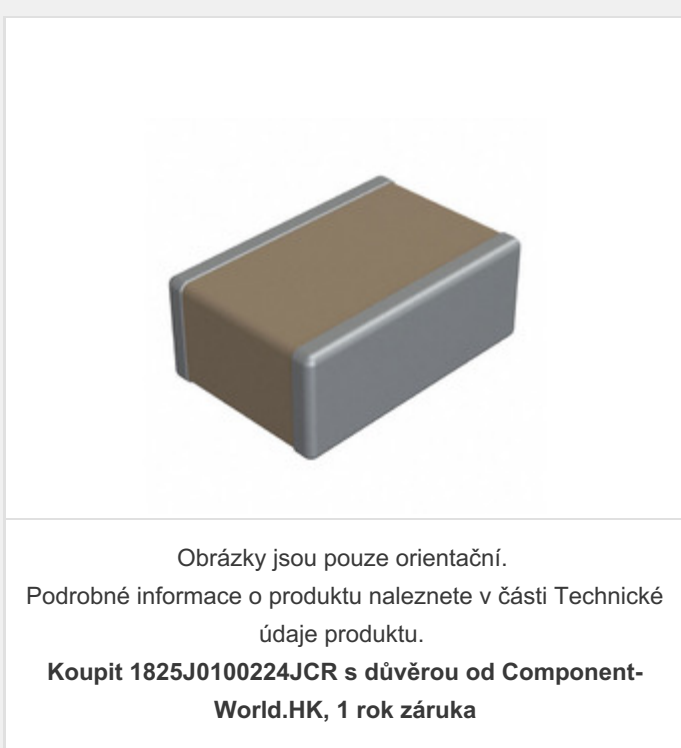 Obrázky jsou pouze orientační.
Podrobné informace o produktu naleznete v části Technické
údaje produktu.
Koupit 1825J0100224JCR s důvěrou od Component-
World.HK, 1 rok záruka